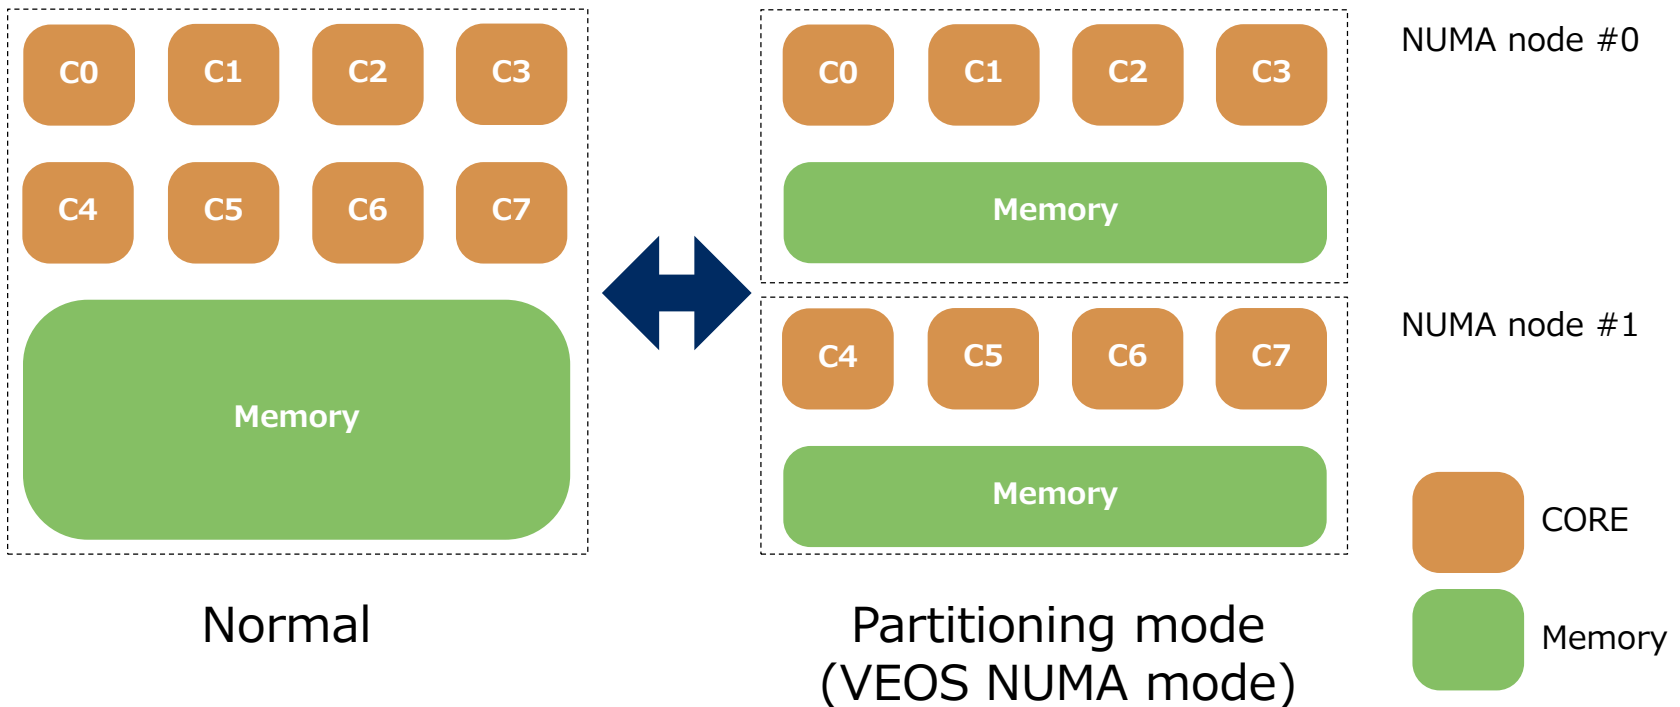 C0 C1 C2 C3
C4 C5 C6 C7
Memory
Normal
C0 C1 C2 C3
Memory
C4 C5 C6 C7
Memory
Partitioning mode
(VEOS NUMA mode)
NUMA node #0
NUMA node #1
CORE
Memory